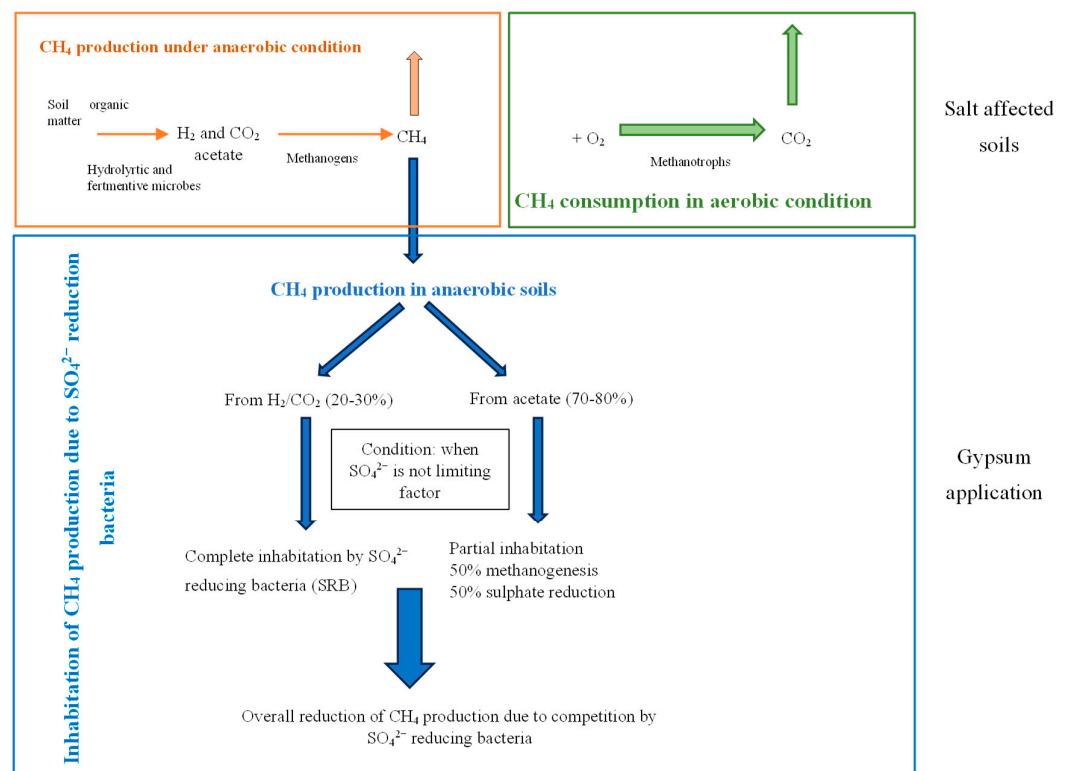 CH₄ production under anaerobic condition
Soil organic
matter
H₂ and CO₂
acetate
Hydrolyrtic and
fertmentive microbes
Methanogens
CH₄
+ O₂
Methanotrophs
CO₂
CH₄ consumption in aerobic condition
Salt affected
soils
Inhabitation of CH₄ production due to SO₄²⁻ reduction
bacteria
CH₄ production in anaerobic soils
From H₂/CO₂ (20-30%)
From acetate (70-80%)
Condition: when
SO₄²⁻ is not limiting
factor
Complete inhabitation by SO₄²⁻
reducing bacteria (SRB)
Partial inhabitation
50% methanogenesis
50% sulphate reduction
Overall reduction of CH₄ production due to competition by
SO₄²⁻ reducing bacteria
Gypsum
application